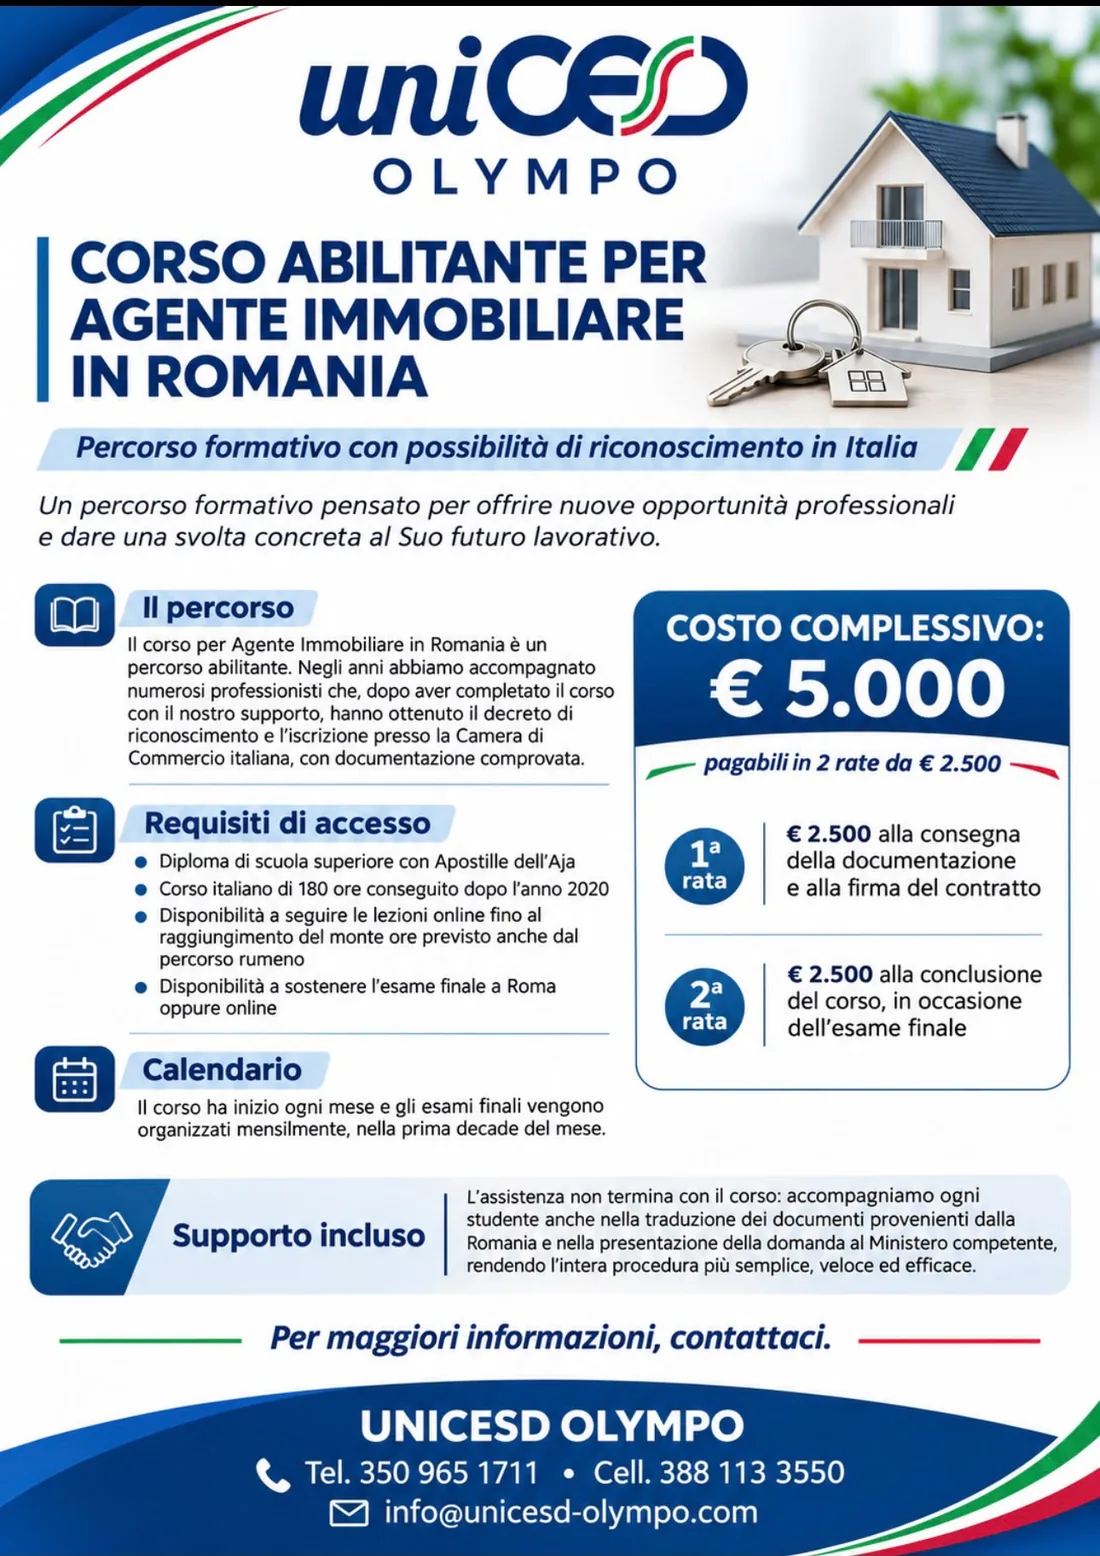 uniCESD
OLYMPO
CORSO ABILITANTE PER
AGENTE IMMOBILIARE
IN ROMANIA
Percorso formativo con possibilità di riconoscimento in Italia
Un percorso formativo pensato per offrire nuove opportunità professionali
e dare una svolta concreta al Suo futuro lavorativo.
Il percorso
Il corso per Agente Immobiliare in Romania è un
percorso abilitante. Negli anni abbiamo accompagnato
numerosi professionisti che, dopo aver completato il corso
con il nostro supporto, hanno ottenuto il decreto di
riconoscimento e l'iscrizione presso la Camera di
Commercio italiana, con documentazione comprovata.
Requisiti di accesso
Diploma di scuola superiore con Apostille dell'Aja
Corso italiano di 180 ore conseguito dopo l'anno 2020
Disponibilità a seguire le lezioni online fino al
raggiungimento del monte ore previsto anche dal
percorso rumeno
Disponibilità a sostenere l'esame finale a Roma
oppure online
Calendario
Il corso ha inizio ogni mese e gli esami finali vengono
organizzati mensilmente, nella prima decade del mese.
COSTO COMPLESSIVO:
€ 5.000
pagabili in 2 rate da € 2.500
1ª
rata
€ 2.500 alla consegna
della documentazione
e alla firma del contratto
2ª
rata
€ 2.500 alla conclusione
del corso, in occasione
dell'esame finale
Supporto incluso
L'assistenza non termina con il corso: accompagniamo ogni
studente anche nella traduzione dei documenti provenienti dalla
Romania e nella presentazione della domanda al Ministero competente,
rendendo l'intera procedura più semplice, veloce ed efficace.
Per maggiori informazioni, contattaci.
UNICESD OLYMPO
Tel. 350 965 1711 • Cell. 388 113 3550
info@unicesd-olympo.com